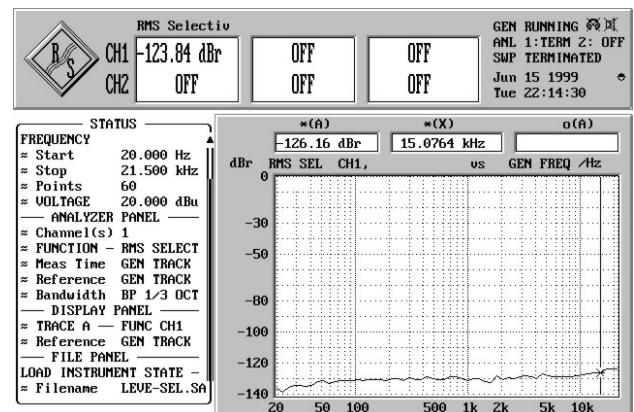 RMS Selectiv
R S
CH1 -123.84 dBr OFF OFF
CH2 OFF OFF OFF
GEN RUNNING
ANL 1:TERM 2: OFF
SWP TERMINATED
Jun 15 1999
Tue 22:14:30
STATUS
FREQUENCY
≈ Start 20.000 Hz
≈ Stop 21.500 kHz
≈ Points 60
≈ VOLTAGE 20.000 dBu
ANALYZER PANEL
≈ Channel(s) 1
≈ FUNCTION - RMS SELECT
≈ Meas Time GEN TRACK
≈ Reference GEN TRACK
≈ Bandwidth BP 1/3 OCT
DISPLAY PANEL
≈ TRACE A — FUNC CH1
≈ Reference GEN TRACK
FILE PANEL
LOAD INSTRUMENT STATE -
≈ Filename LEVE-SEL.SA
*(A) *(X) o(A)
-126.16 dBr 15.0764 kHz
dBr RMS SEL CH1, vs GEN FREQ /Hz
0
-30
-50
-80
-100
-120
-140
20 50 100 500 1k 2k 5k 10k